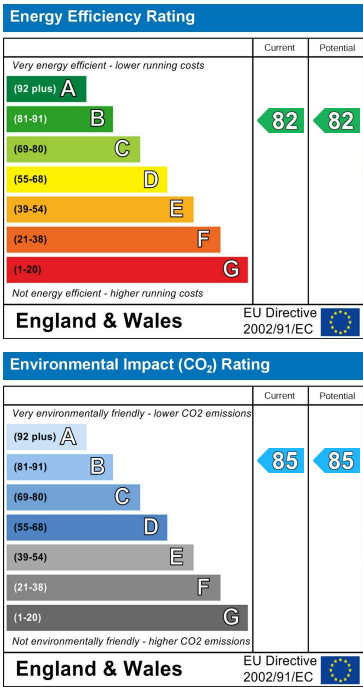 Energy Efficiency Rating
Current Potential
Very energy efficient - lower running costs
(92 plus) A
(81-91) B 82 82
(69-80) C
(55-68) D
(39-54) E
(21-38) F
(1-20) G
Not energy efficient - higher running costs
England & Wales EU Directive
2002/91/EC
Environmental Impact (CO₂) Rating
Current Potential
Very environmentally friendly - lower CO2 emissions
(92 plus) A
(81-91) B 85 85
(69-80) C
(55-68) D
(39-54) E
(21-38) F
(1-20) G
Not environmentally friendly - higher CO2 emissions
England & Wales EU Directive
2002/91/EC